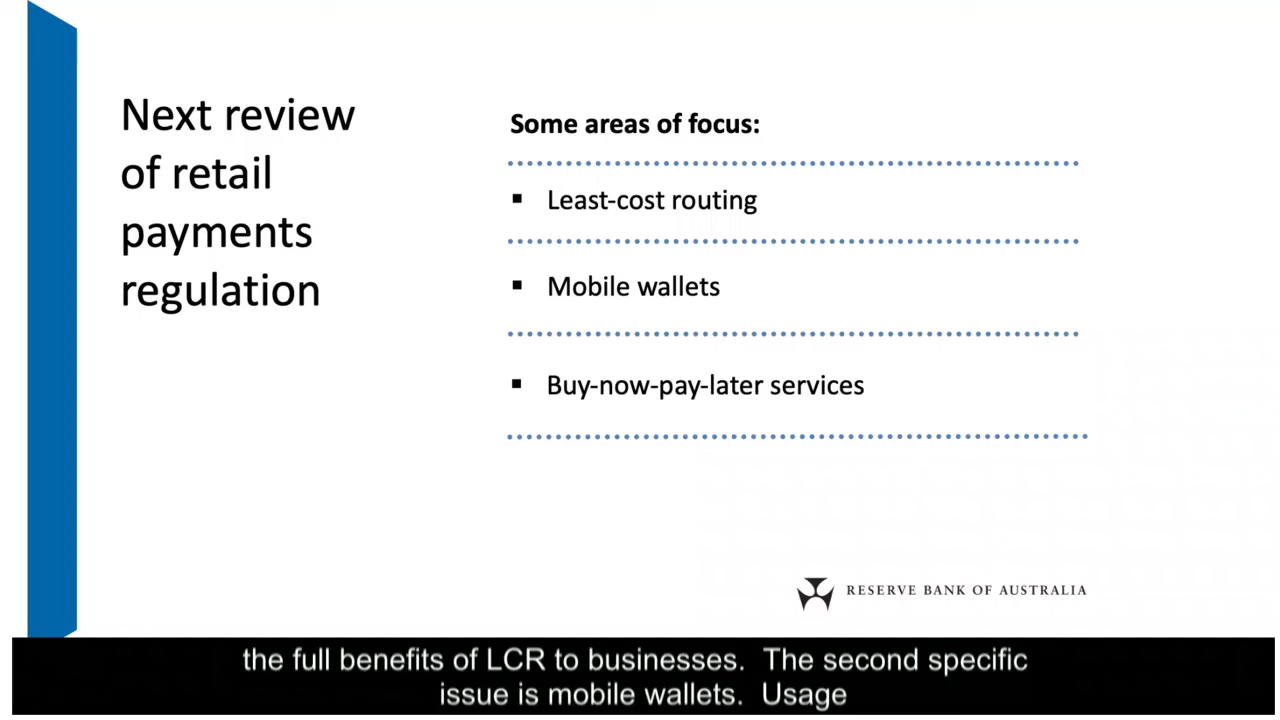 Next review
of retail
payments
regulation
Some areas of focus:
▪ Least-cost routing
▪ Mobile wallets
▪ Buy-now-pay-later services
RESERVE BANK OF AUSTRALIA
the full benefits of LCR to businesses.  The second specific
issue is mobile wallets.  Usage